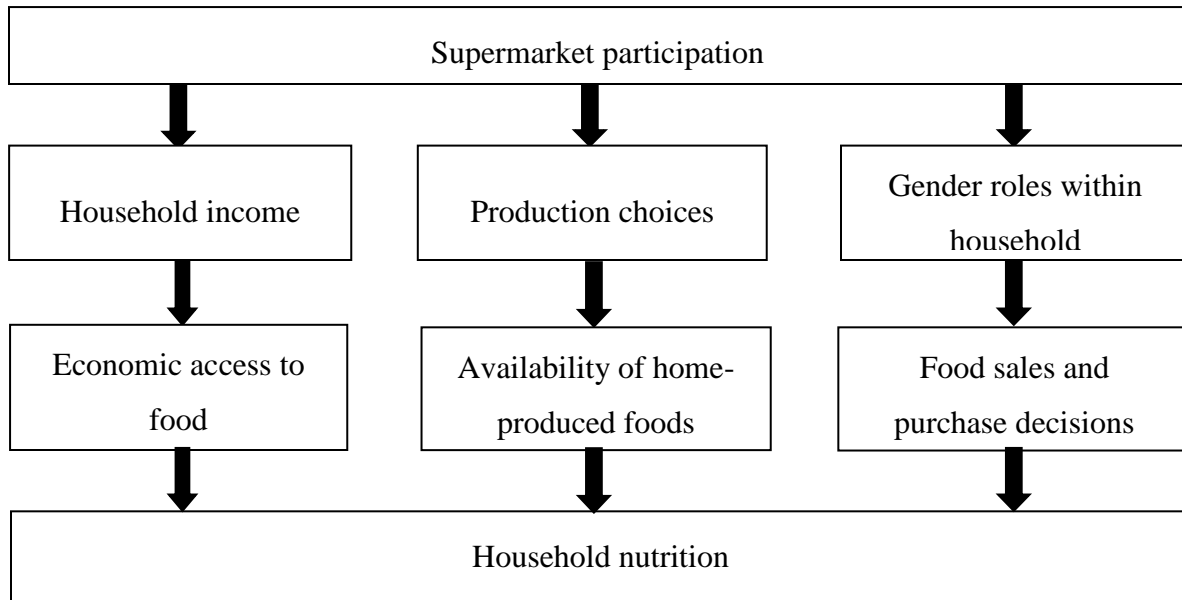 Supermarket participation
Household income
Production choices
Gender roles within
household
Economic access to
food
Availability of home-
produced foods
Food sales and
purchase decisions
Household nutrition